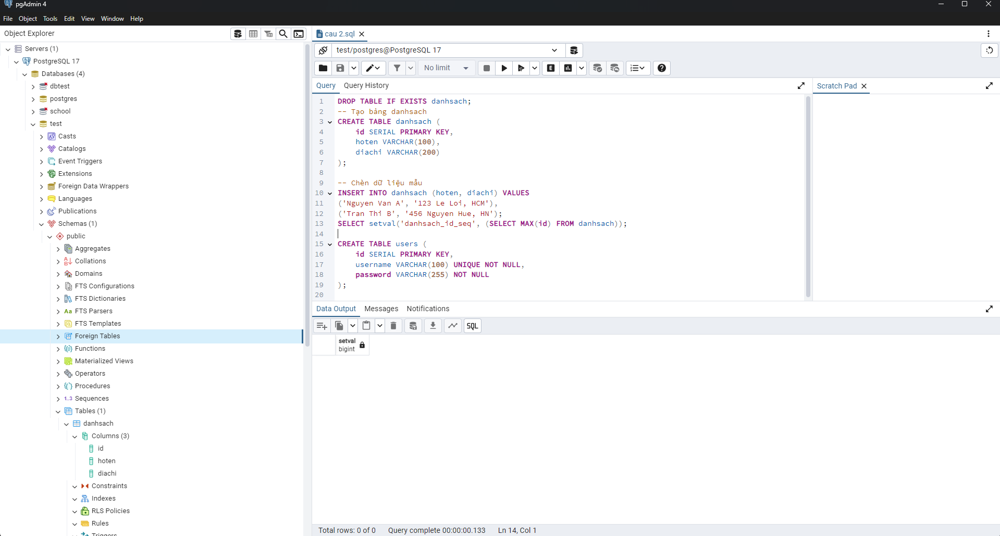 pgAdmin 4
File Object Tools Edit View Window Help
Object Explorer
Servers (1)
PostgreSQL 17
Databases (4)
dbtest
postgres
school
test
Casts
Catalogs
Event Triggers
Extensions
Foreign Data Wrappers
Languages
Publications
Schemas (1)
public
Aggregates
Collations
Domains
FTS Configurations
FTS Dictionaries
Aa FTS Parsers
FTS Templates
Foreign Tables
Functions
Materialized Views
Operators
Procedures
1..3 Sequences
Tables (1)
danhsach
Columns (3)
id
hoten
diachi
Constraints
Indexes
RLS Policies
Rules
Triggers
cau 2.sql
test/postgres@PostgreSQL 17
No limit
E
Query Query History
Scratch Pad
1 DROP TABLE IF EXISTS danhsach;
2 -- Tạo bảng danhsach
3 CREATE TABLE danhsach (
4 id SERIAL PRIMARY KEY,
5 hoten VARCHAR(100),
6 diachi VARCHAR(200)
7 );
8
9 -- Chèn dữ liệu mẫu
10 INSERT INTO danhsach (hoten, diachi) VALUES
11 ('Nguyen Van A', '123 Le Loi, HCM'),
12 ('Tran Thi B', '456 Nguyen Hue, HN');
13 SELECT setval('danhsach_id_seq', (SELECT MAX(id) FROM danhsach));
14
15 CREATE TABLE users (
16 id SERIAL PRIMARY KEY,
17 username VARCHAR(100) UNIQUE NOT NULL,
18 password VARCHAR(255) NOT NULL
19 );
20
Data Output Messages Notifications
SQL
setval
bigint
Total rows: 0 of 0 Query complete 00:00:00.133 Ln 14, Col 1